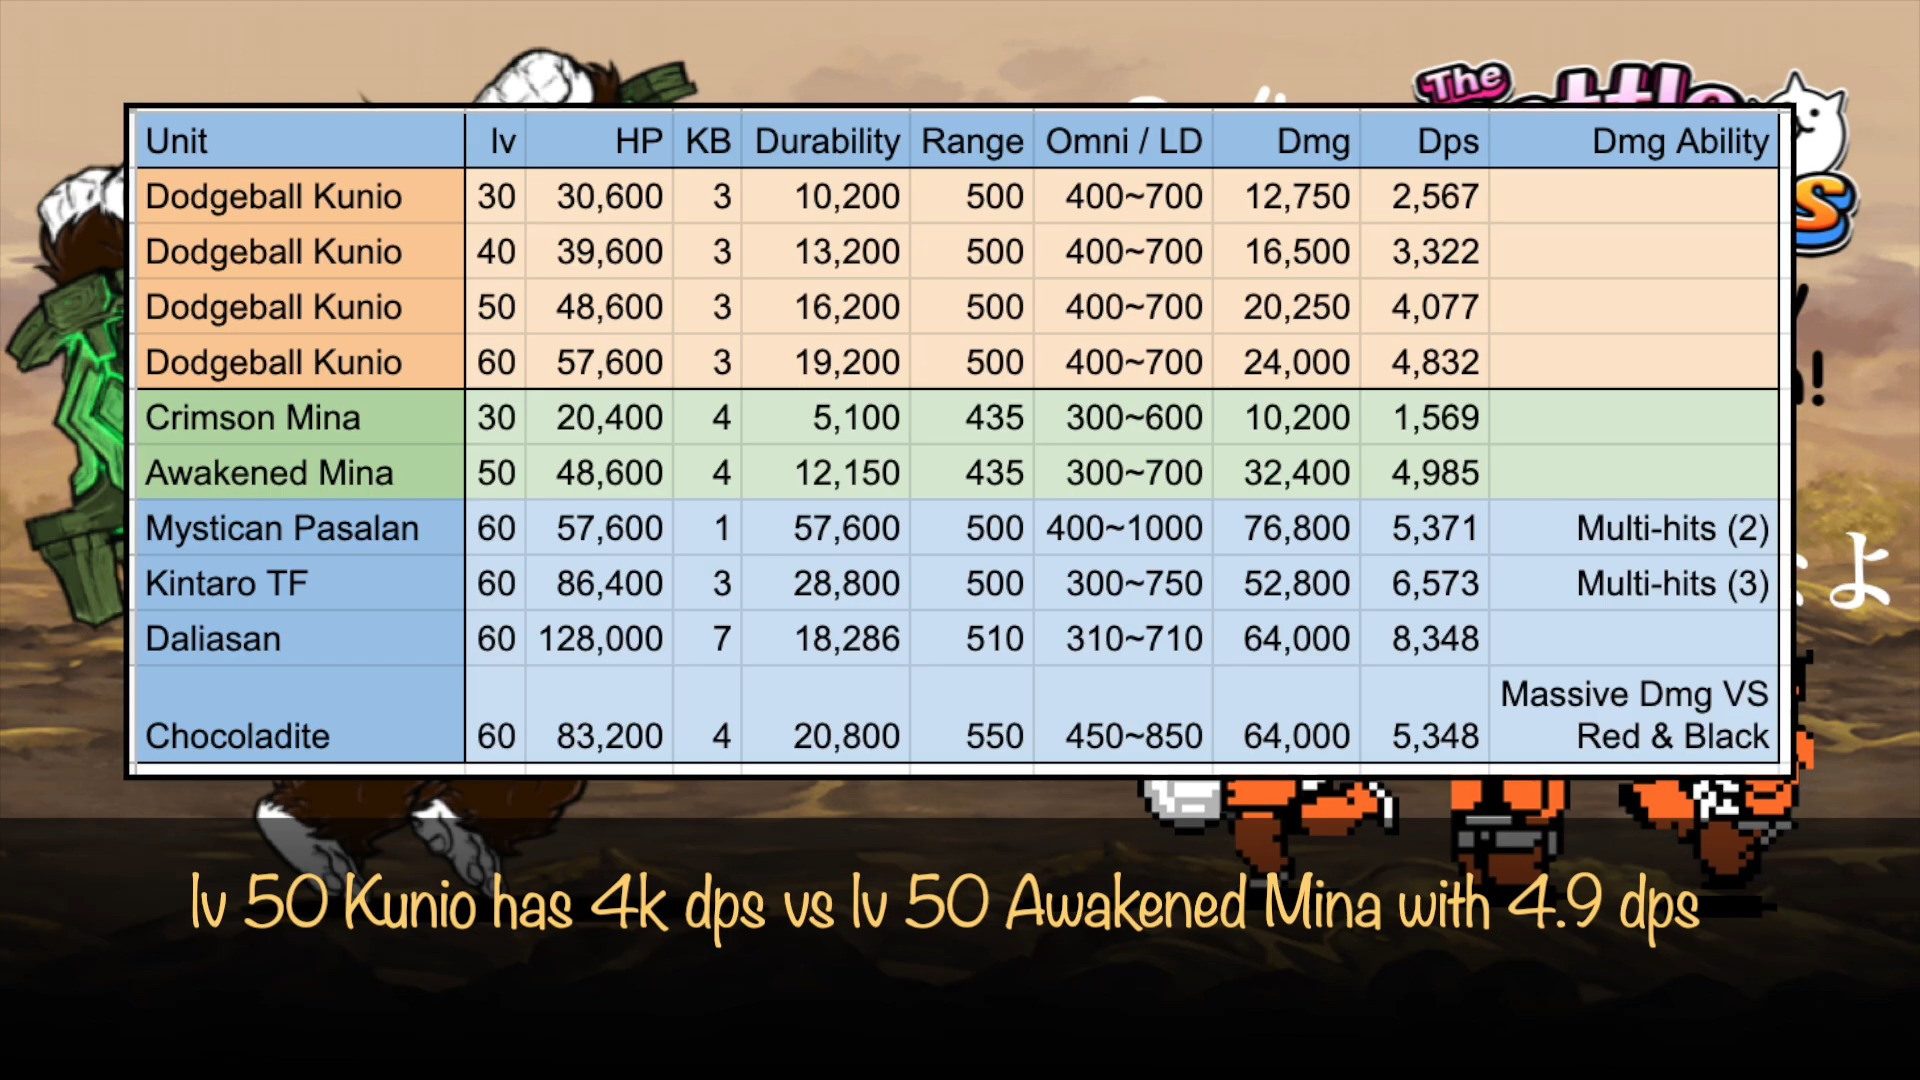 The
Unit lv HP KB Durability Range Omni / LD Dmg Dps Dmg Ability
Dodgeball Kunio 30 30,600 3 10,200 500 400~700 12,750 2,567
Dodgeball Kunio 40 39,600 3 13,200 500 400~700 16,500 3,322
Dodgeball Kunio 50 48,600 3 16,200 500 400~700 20,250 4,077
Dodgeball Kunio 60 57,600 3 19,200 500 400~700 24,000 4,832
Crimson Mina 30 20,400 4 5,100 435 300~600 10,200 1,569
Awakened Mina 50 48,600 4 12,150 435 300~700 32,400 4,985
Mystican Pasalan 60 57,600 1 57,600 500 400~1000 76,800 5,371 Multi-hits (2)
Kintaro TF 60 86,400 3 28,800 500 300~750 52,800 6,573 Multi-hits (3)
Daliasan 60 128,000 7 18,286 510 310~710 64,000 8,348
Chocoladite 60 83,200 4 20,800 550 450~850 64,000 5,348 Massive Dmg VS
Red & Black
よ
lv 50 Kunio has 4k dps vs lv 50 Awakened Mina with 4.9 dps